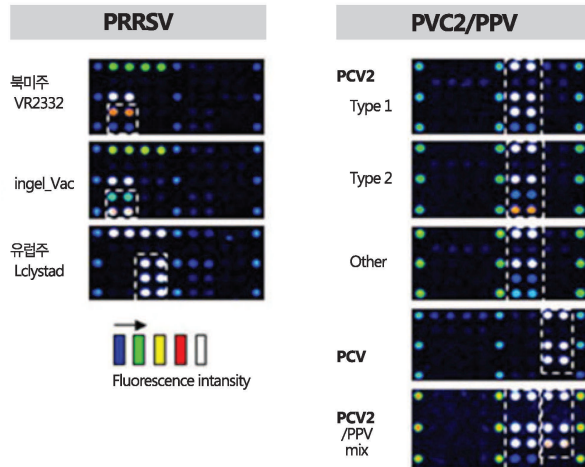 PRRSV
북미주
VR2332
ingel_Vac
유럽주
Lclystad
Fluorescence intansity
PVC2/PPV
PCV2
Type 1
Type 2
Other
PCV
PCV2
/PPV
mix